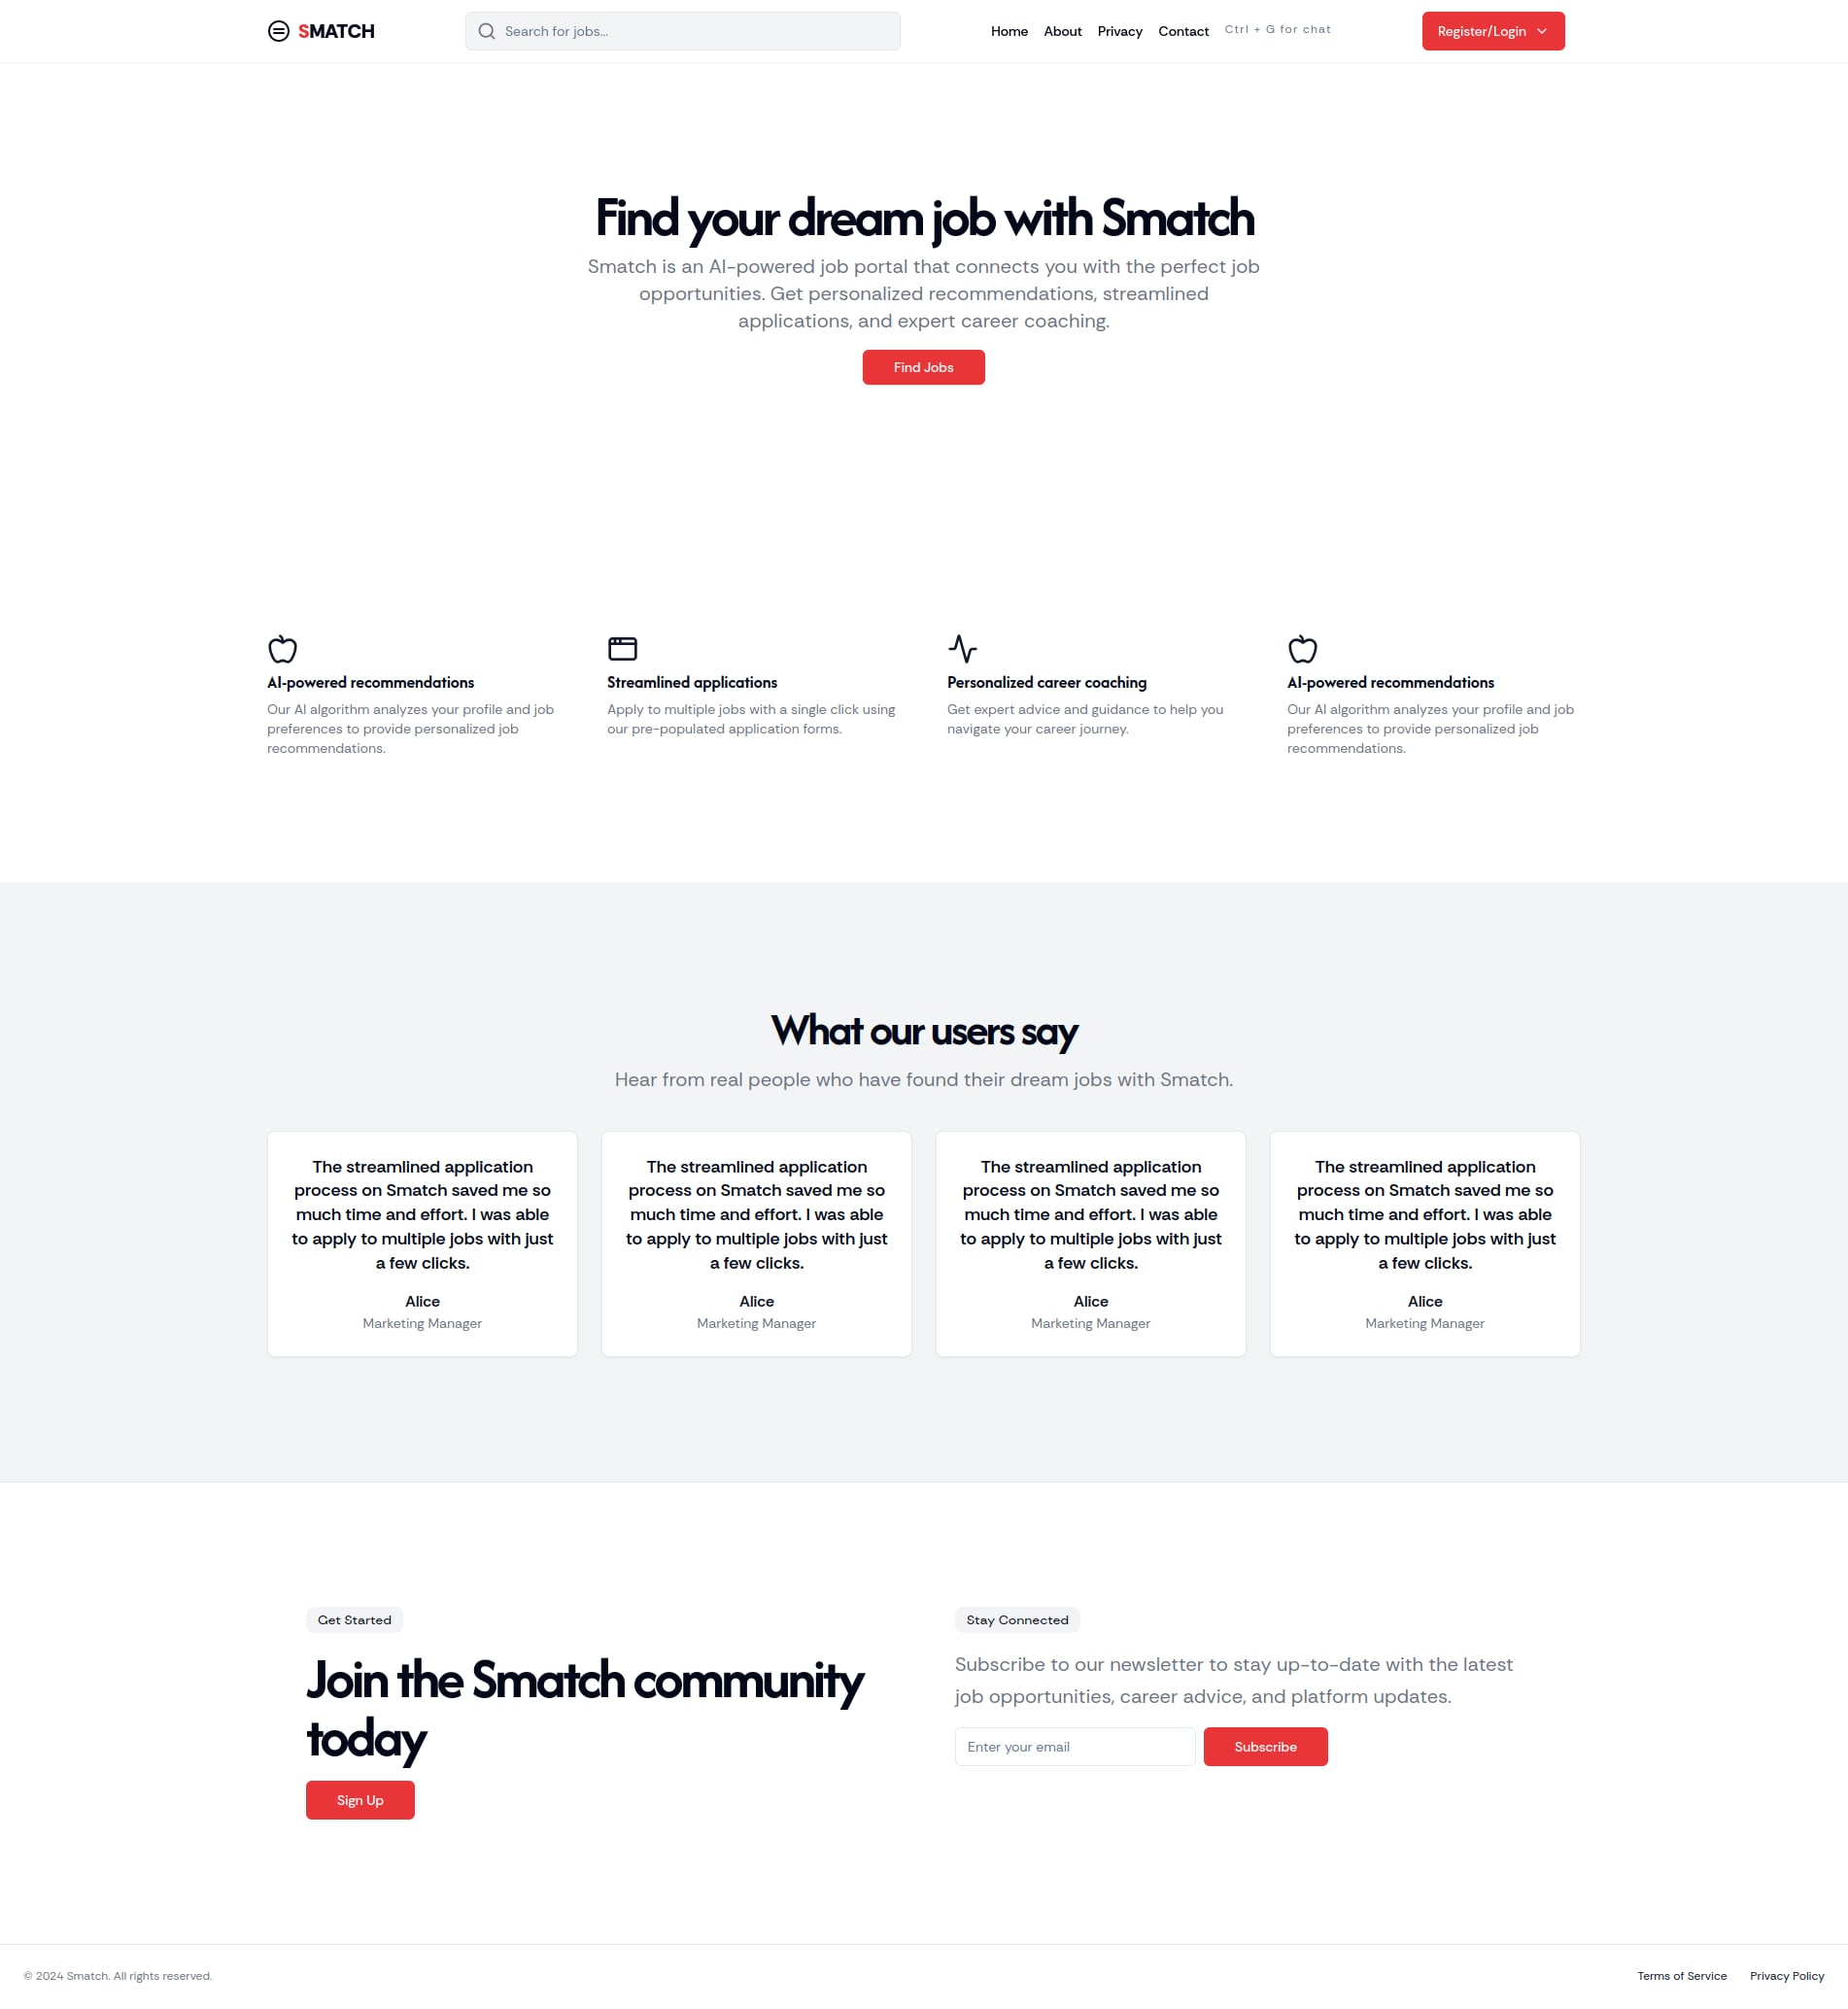 SMATCH
Search for jobs...
Home About Privacy Contact Ctrl + G for chat
Register/Login
Find your dream job with Smatch
Smatch is an AI-powered job portal that connects you with the perfect job
opportunities. Get personalized recommendations, streamlined
applications, and expert career coaching.
Find Jobs
AI-powered recommendations
Our AI algorithm analyzes your profile and job
preferences to provide personalized job
recommendations.
Streamlined applications
Apply to multiple jobs with a single click using
our pre-populated application forms.
Personalized career coaching
Get expert advice and guidance to help you
navigate your career journey.
AI-powered recommendations
Our AI algorithm analyzes your profile and job
preferences to provide personalized job
recommendations.
What our users say
Hear from real people who have found their dream jobs with Smatch.
The streamlined application
process on Smatch saved me so
much time and effort. I was able
to apply to multiple jobs with just
a few clicks.
Alice
Marketing Manager
The streamlined application
process on Smatch saved me so
much time and effort. I was able
to apply to multiple jobs with just
a few clicks.
Alice
Marketing Manager
The streamlined application
process on Smatch saved me so
much time and effort. I was able
to apply to multiple jobs with just
a few clicks.
Alice
Marketing Manager
The streamlined application
process on Smatch saved me so
much time and effort. I was able
to apply to multiple jobs with just
a few clicks.
Alice
Marketing Manager
Get Started
Join the Smatch community
today
Sign Up
Stay Connected
Subscribe to our newsletter to stay up-to-date with the latest
job opportunities, career advice, and platform updates.
Enter your email
Subscribe
© 2024 Smatch. All rights reserved.
Terms of Service
Privacy Policy